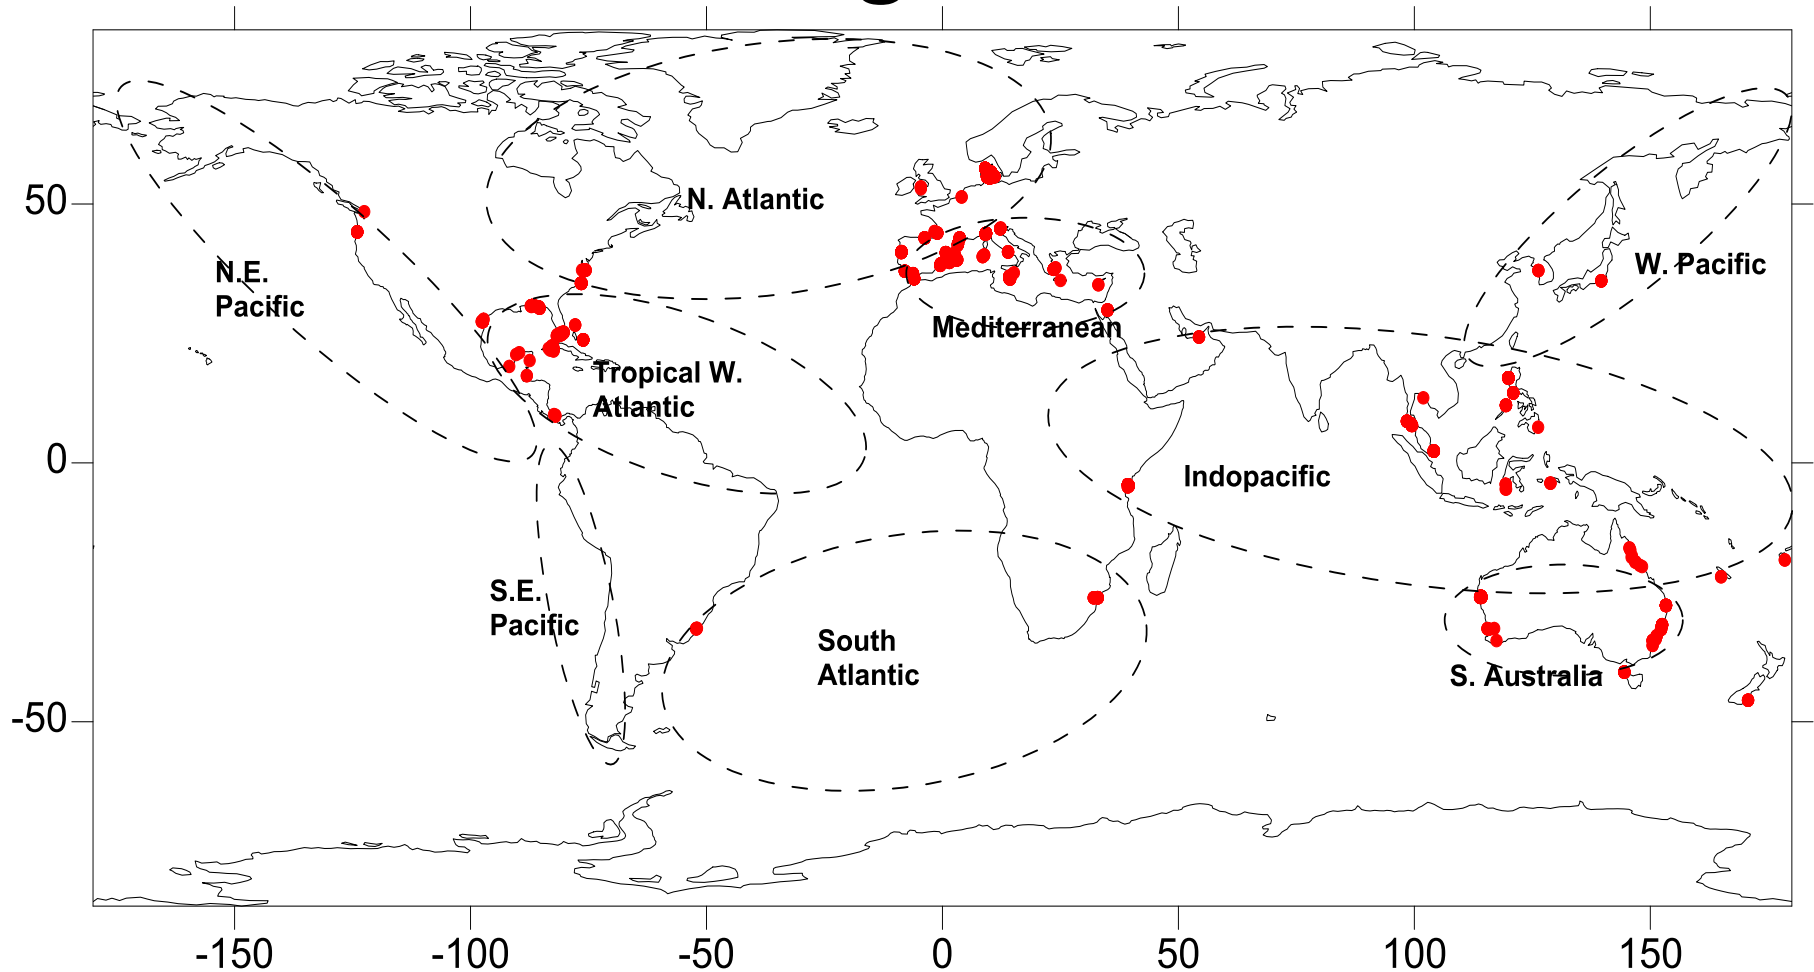 50
0
-50
N. Atlantic
N.E.
Pacific
W. Pacific
Mediterranean
Tropical W.
Atlantic
Indopacific
S.E.
Pacific
South
Atlantic
S. Australia
-150
-100
-50
0
50
100
150